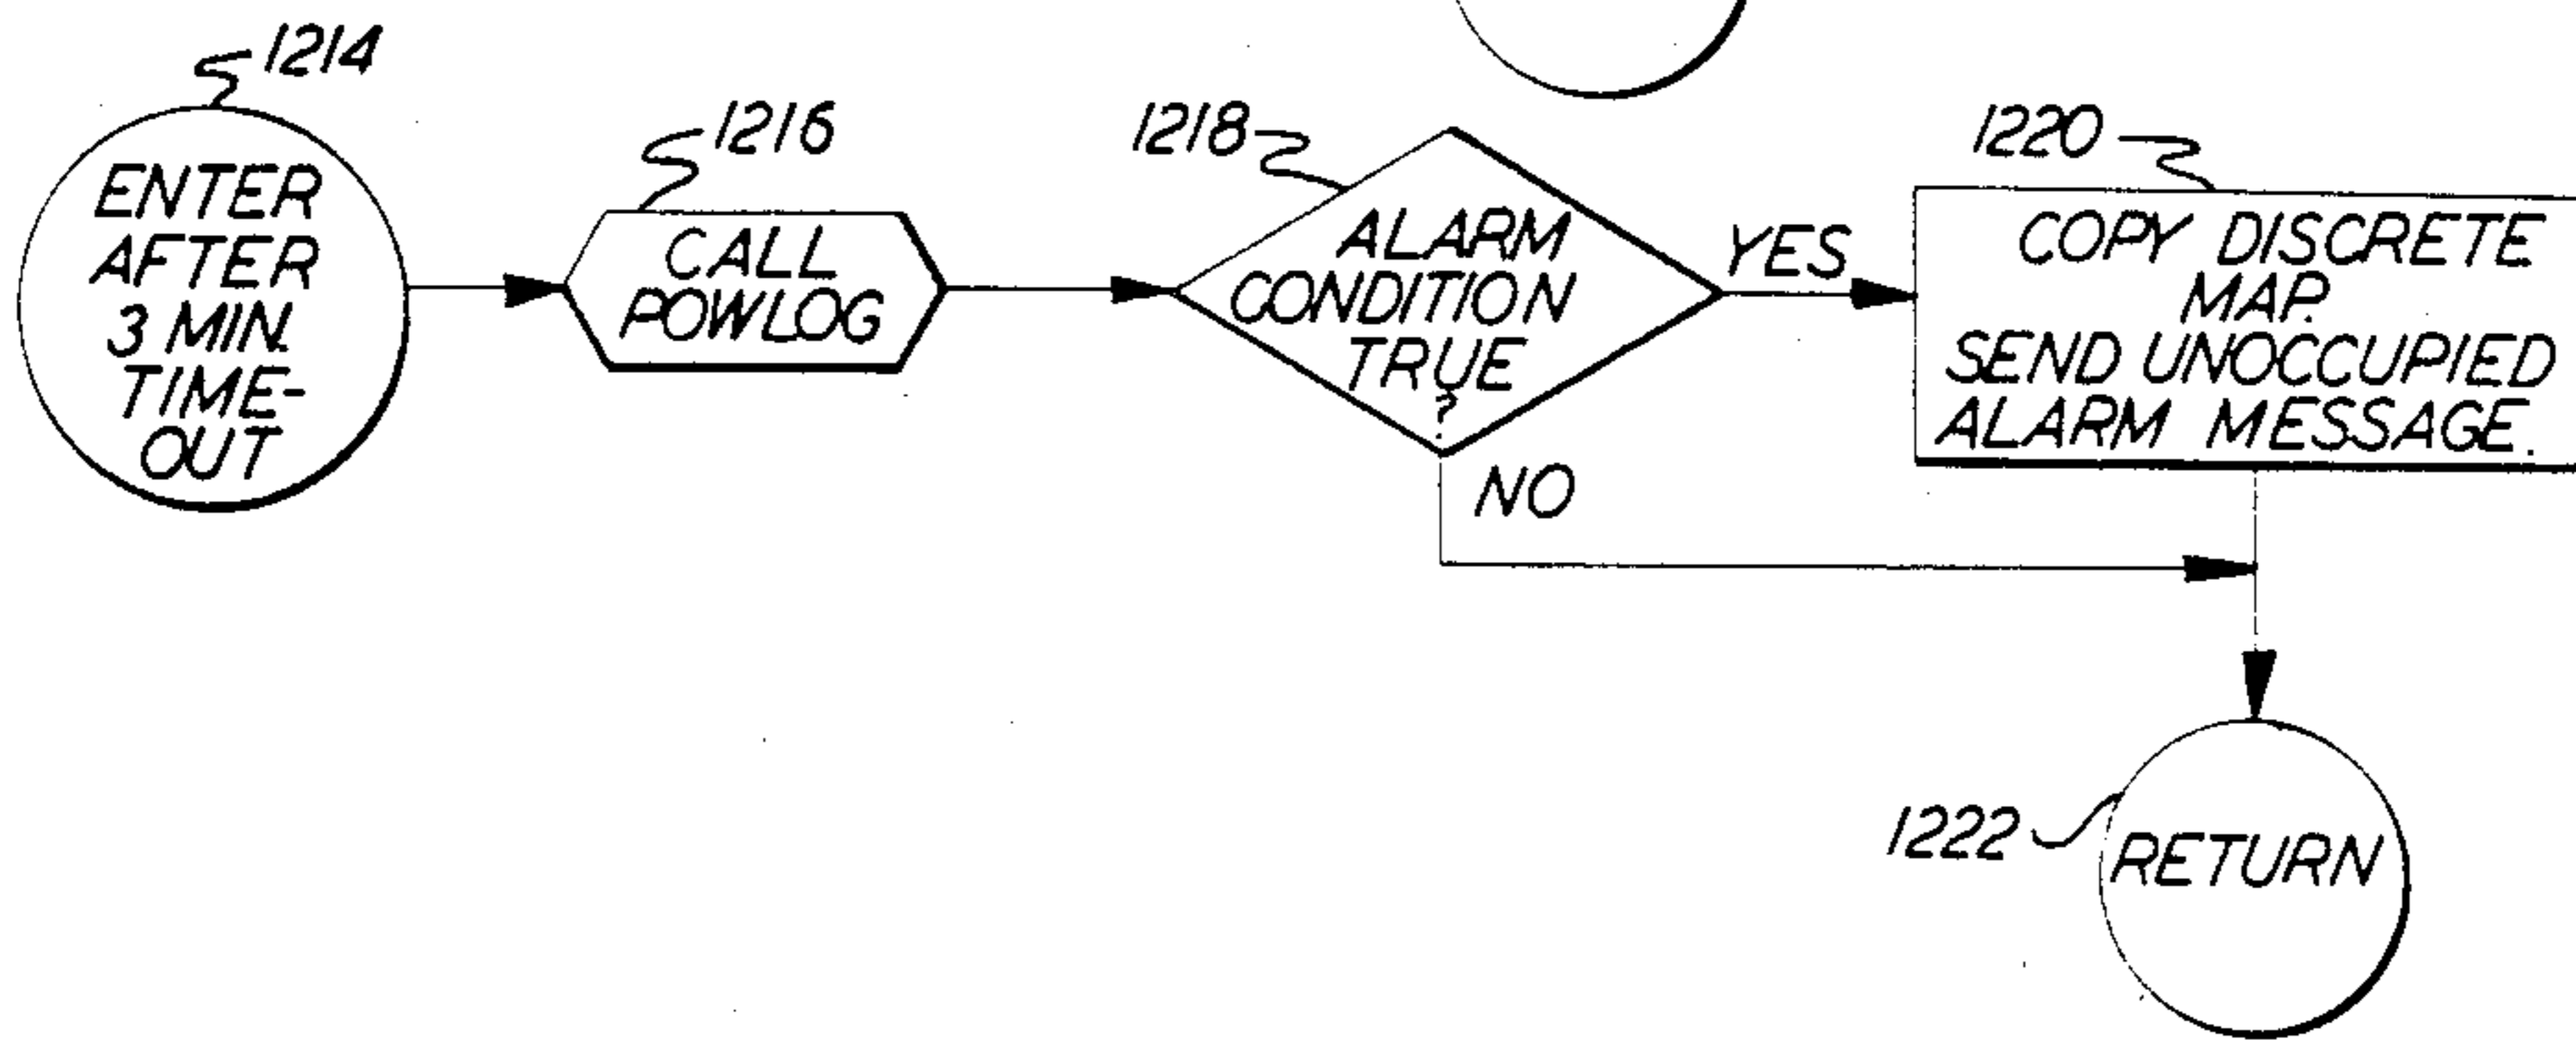 1214
ENTER
AFTER
3 MIN.
TIME-
OUT
1216
CALL
POWLOG
1218
ALARM
CONDITION
TRUE
?
YES
NO
1220
COPY DISCRETE
MAP.
SEND UNOCCUPIED
ALARM MESSAGE.
1222
RETURN